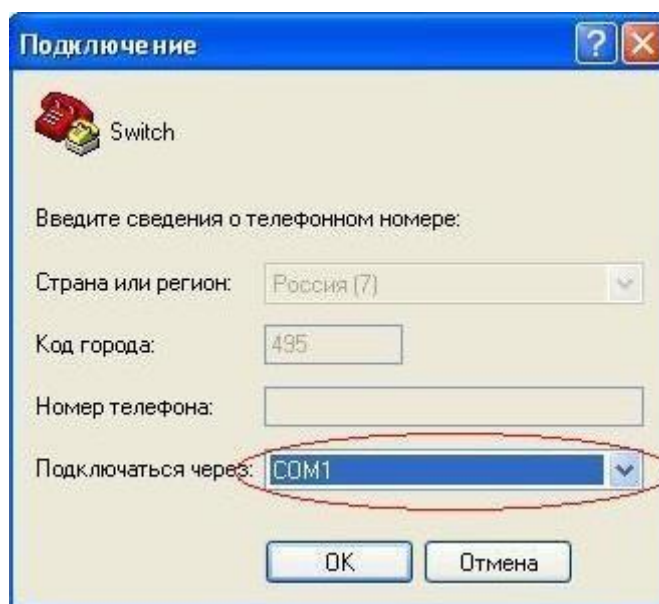 Подключение
Switch
Введите сведения о телефонном номере:
Страна или регион: Россия (7)
Код города: 495
Номер телефона:
Подключаться через: COM1
OK Отмена